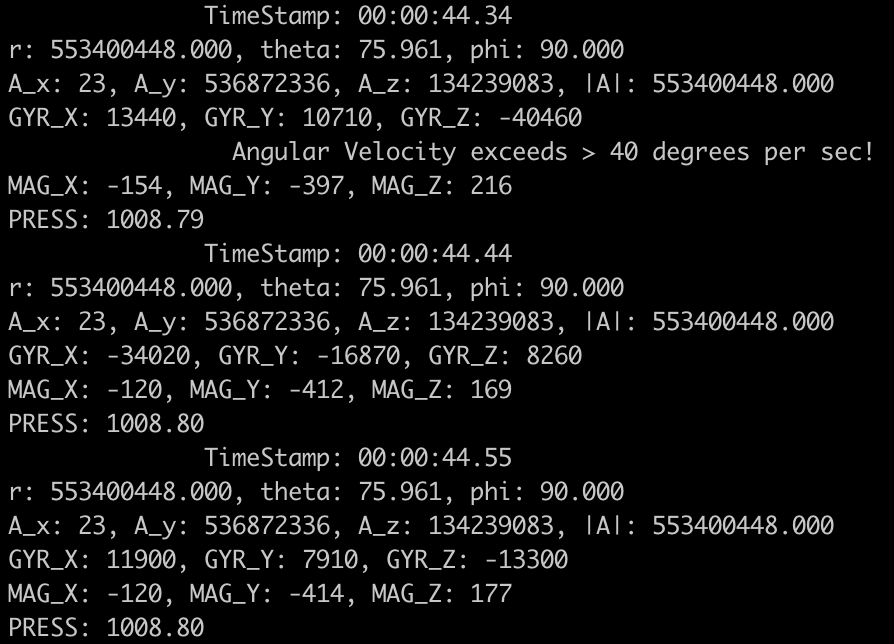 TimeStamp: 00:00:44.34
r: 553400448.000, theta: 75.961, phi: 90.000
A_x: 23, A_y: 536872336, A_z: 134239083, |A|: 553400448.000
GYR_X: 13440, GYR_Y: 10710, GYR_Z: -40460
Angular Velocity exceeds > 40 degrees per sec!
MAG_X: -154, MAG_Y: -397, MAG_Z: 216
PRESS: 1008.79
TimeStamp: 00:00:44.44
r: 553400448.000, theta: 75.961, phi: 90.000
A_x: 23, A_y: 536872336, A_z: 134239083, |A|: 553400448.000
GYR_X: -34020, GYR_Y: -16870, GYR_Z: 8260
MAG_X: -120, MAG_Y: -412, MAG_Z: 169
PRESS: 1008.80
TimeStamp: 00:00:44.55
r: 553400448.000, theta: 75.961, phi: 90.000
A_x: 23, A_y: 536872336, A_z: 134239083, |A|: 553400448.000
GYR_X: 11900, GYR_Y: 7910, GYR_Z: -13300
MAG_X: -120, MAG_Y: -414, MAG_Z: 177
PRESS: 1008.80